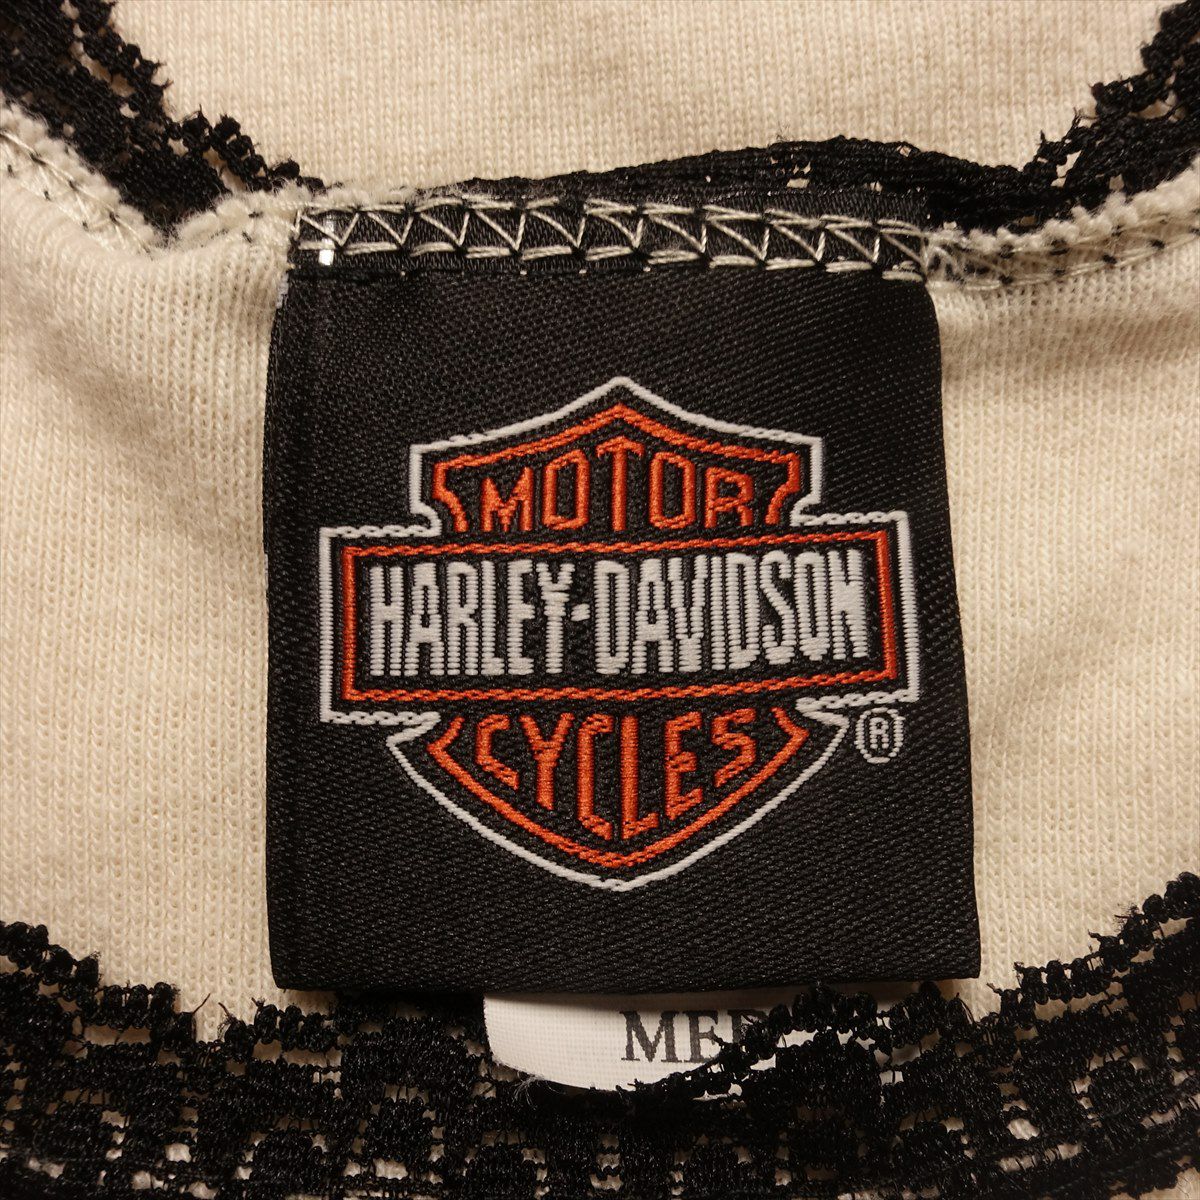 MOTOR
HARLEY-DAVIDSON
CYCLES
®